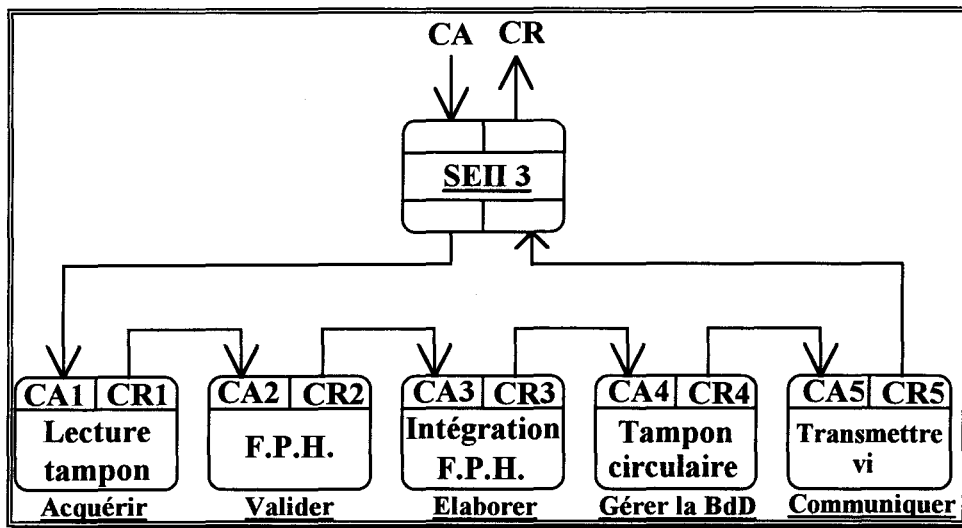 CA CR
SEII 3
CA1 CR1 CA2 CR2 CA3 CR3 CA4 CR4 CA5 CR5
Lecture
tampon
F.P.H.
Intégration
F.P.H.
Tampon
circulaire
Transmettre
vi
Acquérir Valider Elaborer Gérer la BdD Communiquer